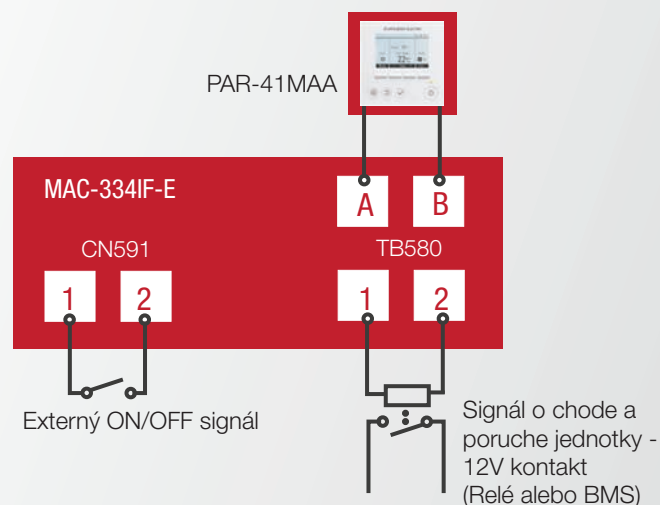 PAR-41MAA
22°C
MAC-334IF-E
A B
CN591
TB580
1 2
1 2
Externý ON/OFF signál
Signál o chode a
poruche jednotky -
12V kontakt
(Relé alebo BMS)